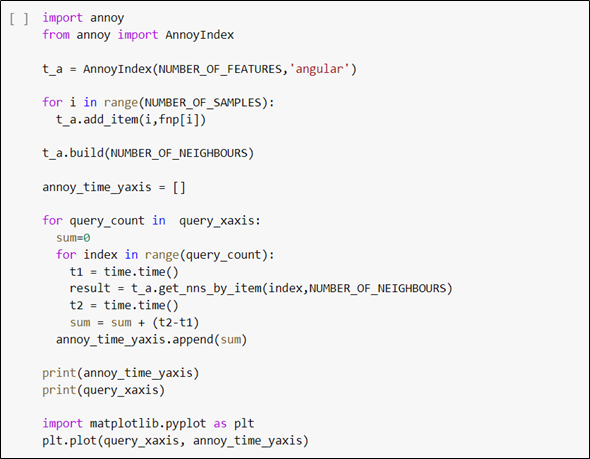 [ ] import annoy
from annoy import AnnoyIndex
t_a = AnnoyIndex(NUMBER_OF_FEATURES,'angular')
for i in range(NUMBER_OF_SAMPLES):
t_a.add_item(i,fnp[i])
t_a.build(NUMBER_OF_NEIGHBOURS)
annoy_time_yaxis = []
for query_count in  query_xaxis:
sum=0
for index in range(query_count):
t1 = time.time()
result = t_a.get_nns_by_item(index,NUMBER_OF_NEIGHBOURS)
t2 = time.time()
sum = sum + (t2-t1)
annoy_time_yaxis.append(sum)
print(annoy_time_yaxis)
print(query_xaxis)
import matplotlib.pyplot as plt
plt.plot(query_xaxis, annoy_time_yaxis)